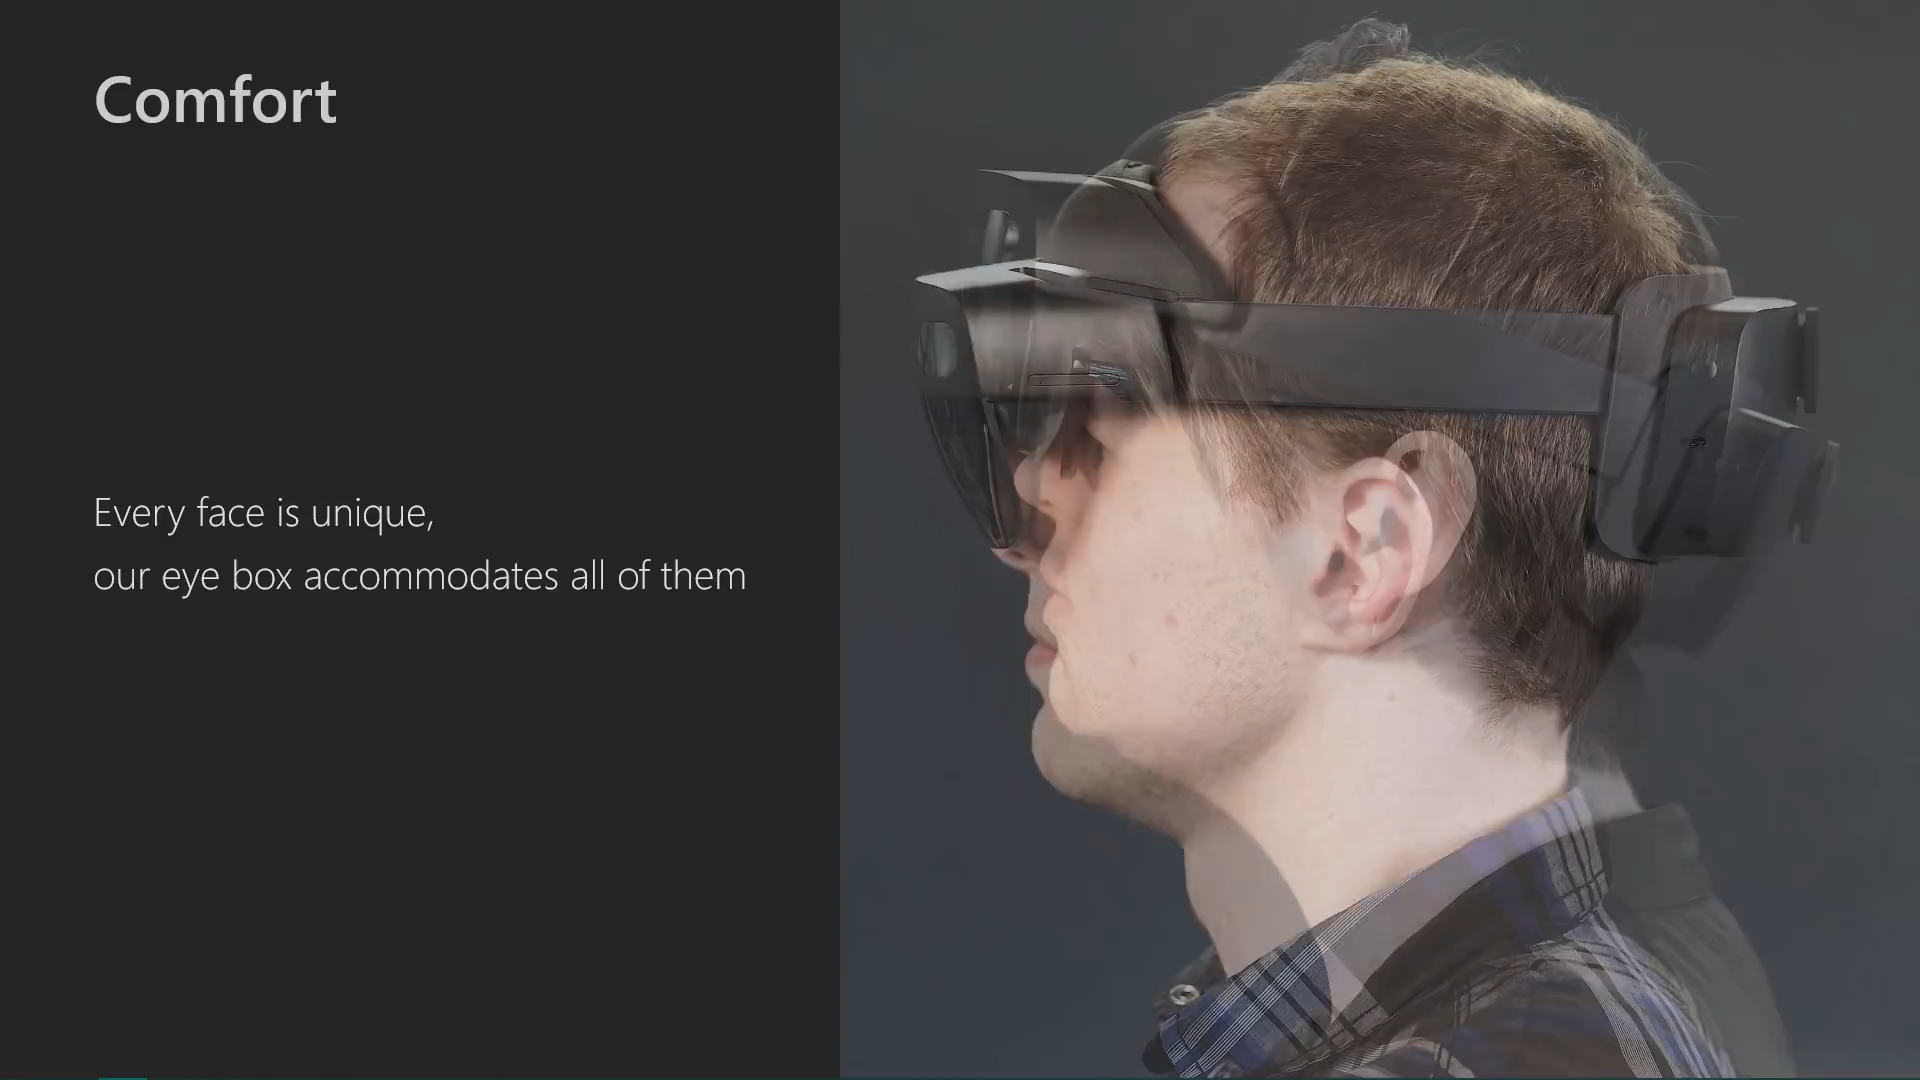 Comfort
Every face is unique,
our eye box accommodates all of them